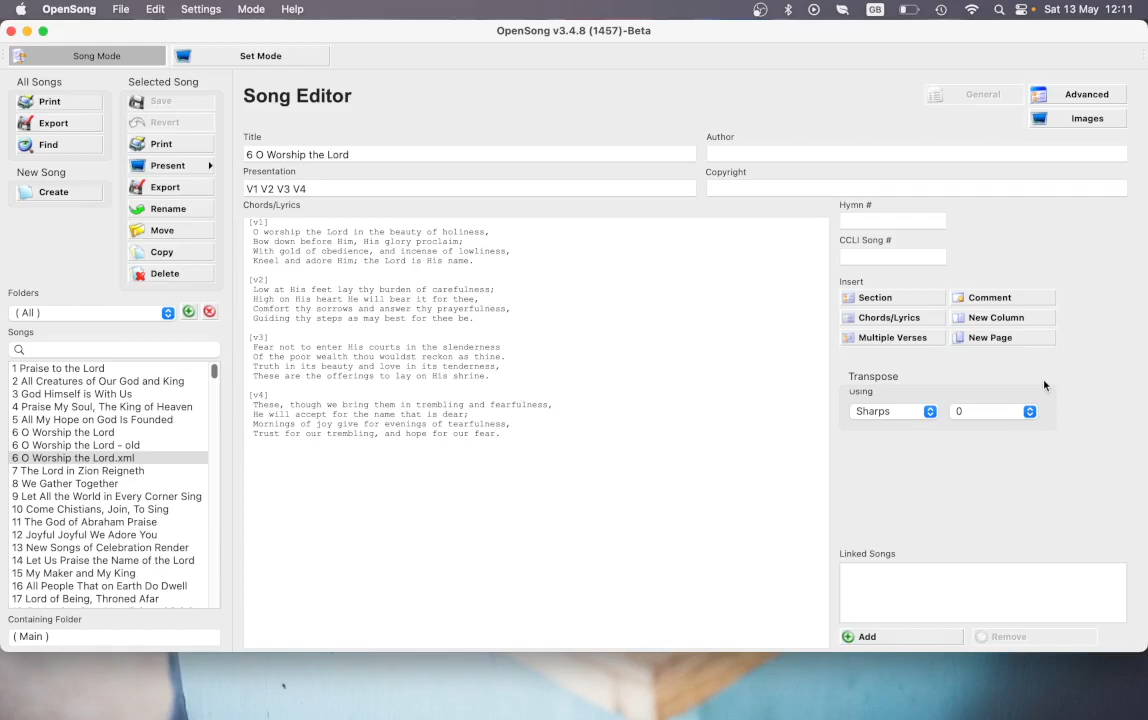 OpenSong File Edit Settings Mode Help GB Sat 13 May 12:11
OpenSong v3.4.8 (1457)-Beta
Song Mode
Set Mode
All Songs
Print
Export
Find
New Song
Create
Selected Song
Save
Revert
Print
Present
Export
Rename
Move
Copy
Delete
Folders
( All )
Songs
1 Praise to the Lord
2 All Creatures of Our God and King
3 God Himself is With Us
4 Praise My Soul, The King of Heaven
5 All My Hope on God Is Founded
6 O Worship the Lord
6 O Worship the Lord - old
6 O Worship the Lord.xml
7 The Lord in Zion Reigneth
8 We Gather Together
9 Let All the World in Every Corner Sing
10 Come Chistians, Join, To Sing
11 The God of Abraham Praise
12 Joyful Joyful We Adore You
13 New Songs of Celebration Render
14 Let Us Praise the Name of the Lord
15 My Maker and My King
16 All People That on Earth Do Dwell
17 Lord of Being, Throned Afar
Containing Folder
( Main )
Song Editor
General
Advanced
Images
Title
6 O Worship the Lord
Author
Presentation
V1 V2 V3 V4
Copyright
Chords/Lyrics
[v1]
O worship the Lord in the beauty of holiness,
Bow down before Him, His glory proclaim;
With gold of obedience, and incense of lowliness,
Kneel and adore Him; the Lord is His name.
[v2]
Low at His feet lay thy burden of carefulness;
High on His heart He will bear it for thee,
Comfort thy sorrows and answer thy prayerfulness,
Guiding thy steps as may best for thee be.
[v3]
Fear not to enter His courts in the slenderness
Of the poor wealth thou wouldst reckon as thine.
Truth in its beauty and love in its tenderness,
These are the offerings to lay on His shrine.
[v4]
These, though we bring them in trembling and fearfulness,
He will accept for the name that is dear;
Mornings of joy give for evenings of tearfulness,
Trust for our trembling, and hope for our fear.
Hymn #
CCLI Song #
Insert
Section
Comment
Chords/Lyrics
New Column
Multiple Verses
New Page
Transpose
Using
Sharps
0
Linked Songs
Add
Remove